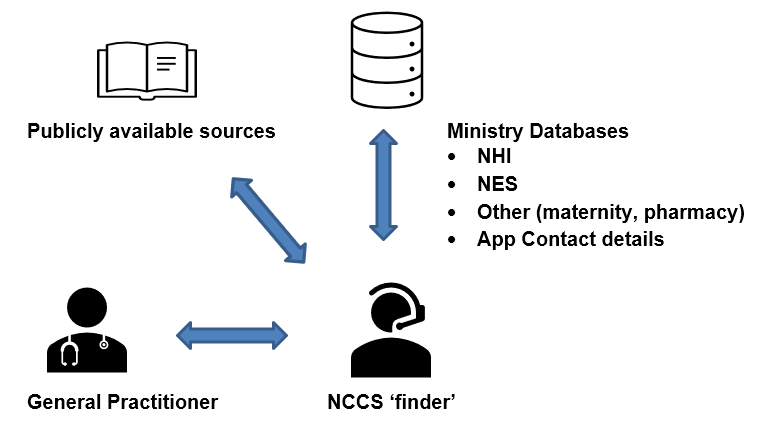 Publicly available sources
Ministry Databases
• NHI
• NES
• Other (maternity, pharmacy)
• App Contact details
General Practitioner
NCCS ‘finder’